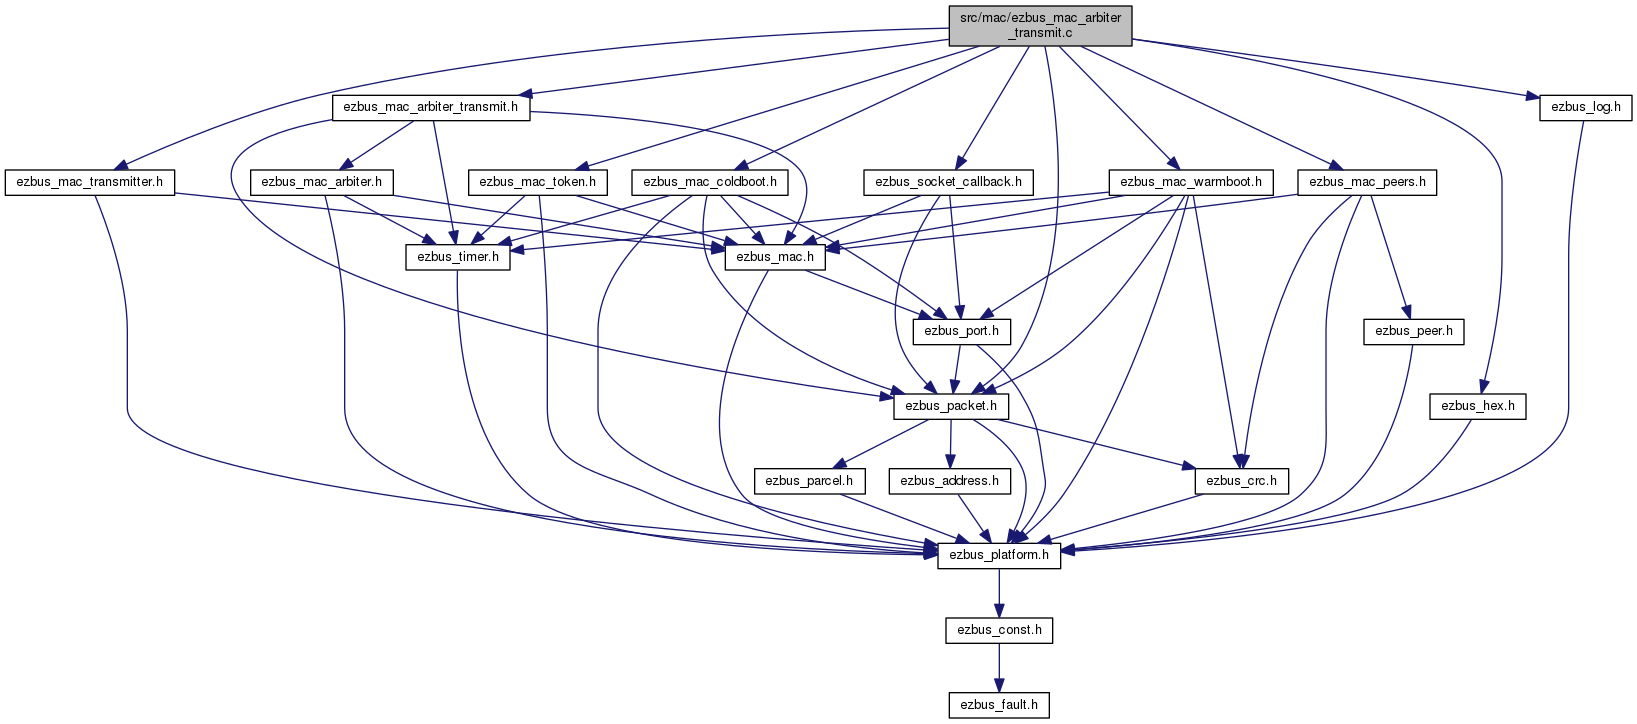 src/mac/ezbus_mac_arbiter
_transmit.c
ezbus_mac_arbiter_transmit.h
ezbus_log.h
ezbus_mac_transmitter.h
ezbus_mac_arbiter.h
ezbus_mac_token.h
ezbus_mac_coldboot.h
ezbus_socket_callback.h
ezbus_mac_warmboot.h
ezbus_mac_peers.h
ezbus_timer.h
ezbus_mac.h
ezbus_port.h
ezbus_peer.h
ezbus_packet.h
ezbus_hex.h
ezbus_parcel.h
ezbus_address.h
ezbus_crc.h
ezbus_platform.h
ezbus_const.h
ezbus_fault.h